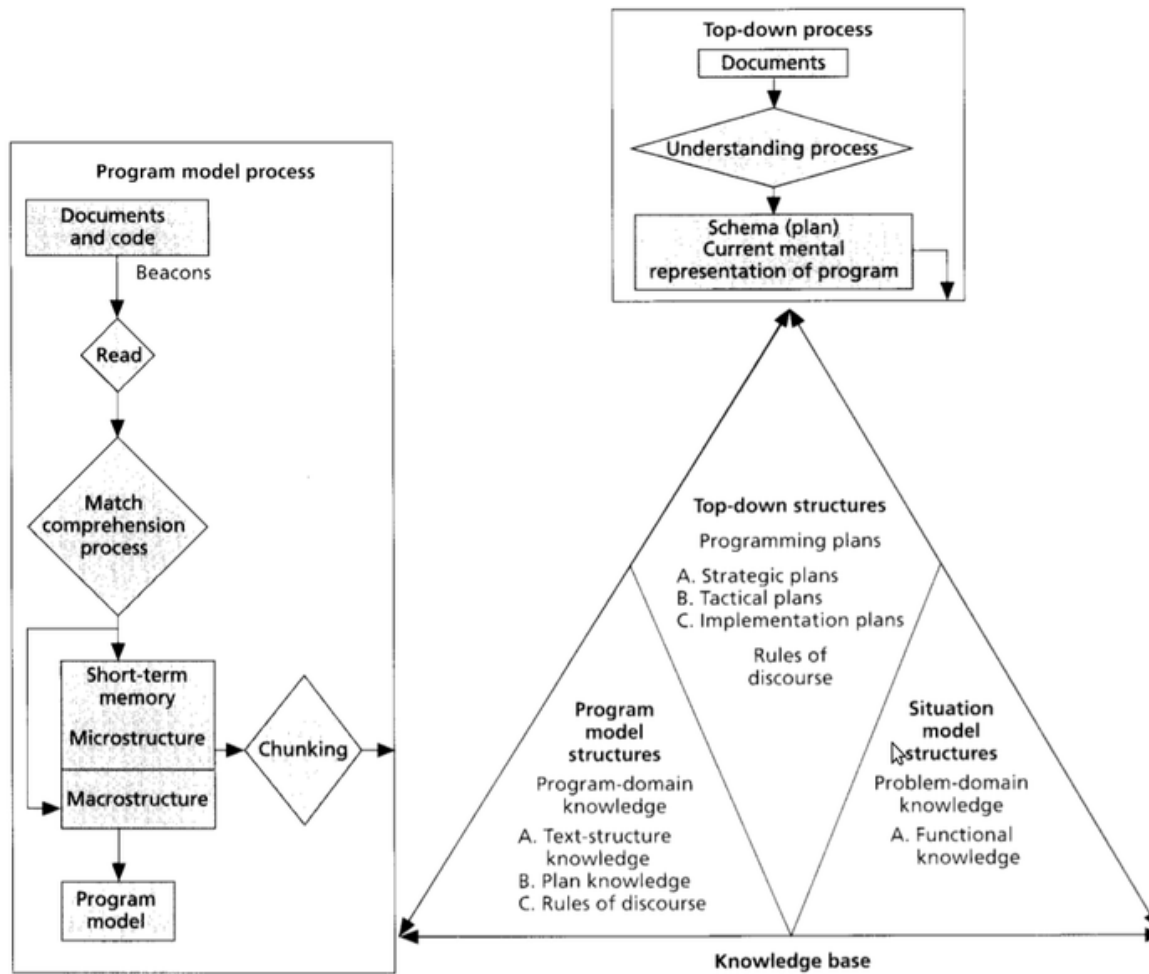 Top-down process
Documents
Understanding process
Schema (plan)
Current mental
representation of program
Program model process
Documents
and code
Beacons
Read
Match
comprehension
process
Short-term
memory
Microstructure
Macrostructure
Chunking
Program
model
Top-down structures
Programming plans
A. Strategic plans
B. Tactical plans
C. Implementation plans
Rules of
discourse
Program
model
structures
Program-domain
knowledge
A. Text-structure
knowledge
B. Plan knowledge
C. Rules of discourse
Situation
model
structures
Problem-domain
knowledge
A. Functional
knowledge
Knowledge base